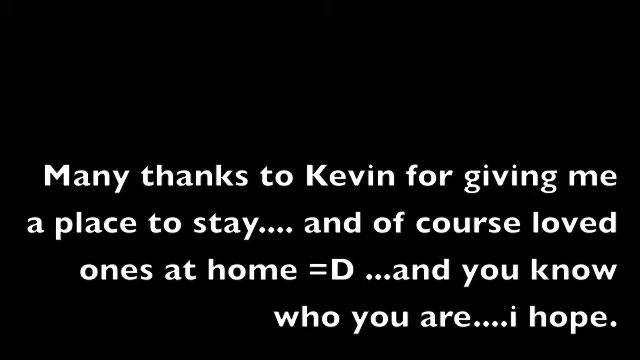 Many thanks to Kevin for giving me
a place to stay.... and of course loved
ones at home =D ...and you know
who you are....i hope.